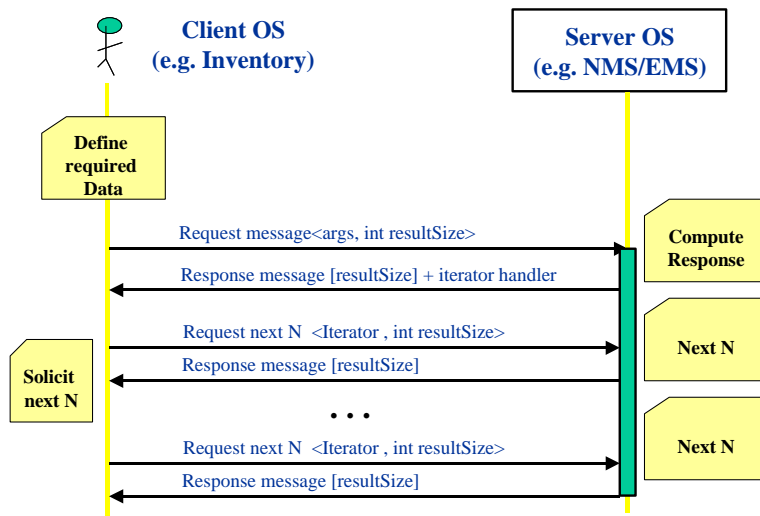 Client OS
(e.g. Inventory)
Server OS
(e.g. NMS/EMS)
Define
required
Data
Request message<args, int resultSize>
Compute
Response
Response message [resultSize] + iterator handler
Request next N <Iterator , int resultSize>
Next N
Solicit
next N
Response message [resultSize]
. . .
Request next N <Iterator , int resultSize>
Next N
Response message [resultSize]